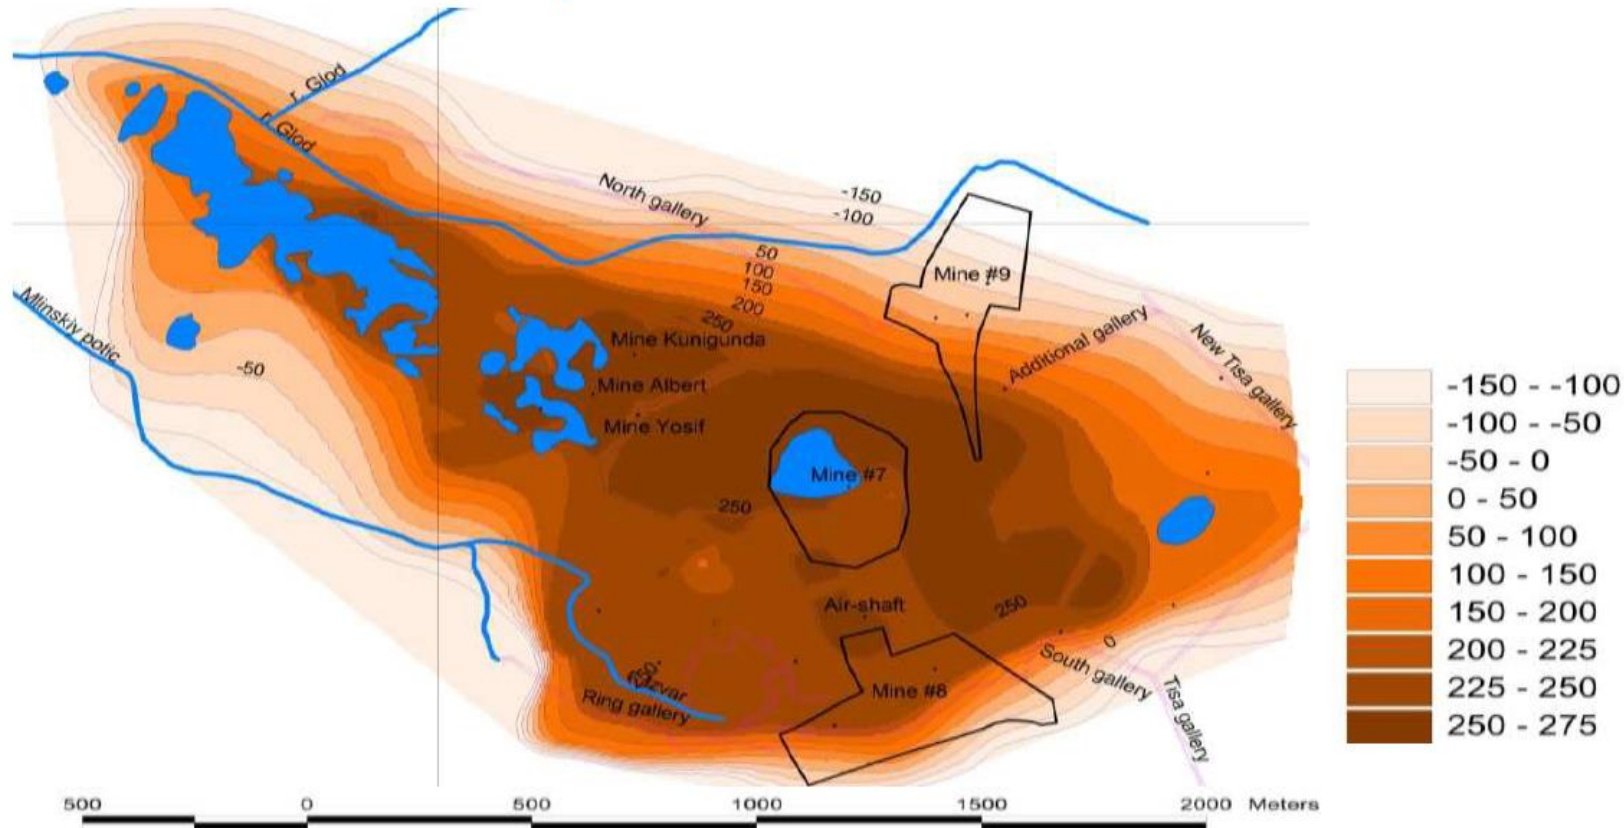 r. Glod
r. Glod
North gallery
-150
-100
Mine #9
50
100
150
200
250
Mlinskiy potic
-50
Mine Kunigunda
Mine Albert
Mine Yosif
Additional gallery
New Tisa gallery
Mine #7
250
Air-shaft
250
0
South gallery
Tisa gallery
Mine #8
Ring gallery
-150 - -100
-100 - -50
-50 - 0
0 - 50
50 - 100
100 - 150
150 - 200
200 - 225
225 - 250
250 - 275
500 0 500 1000 1500 2000 Meters